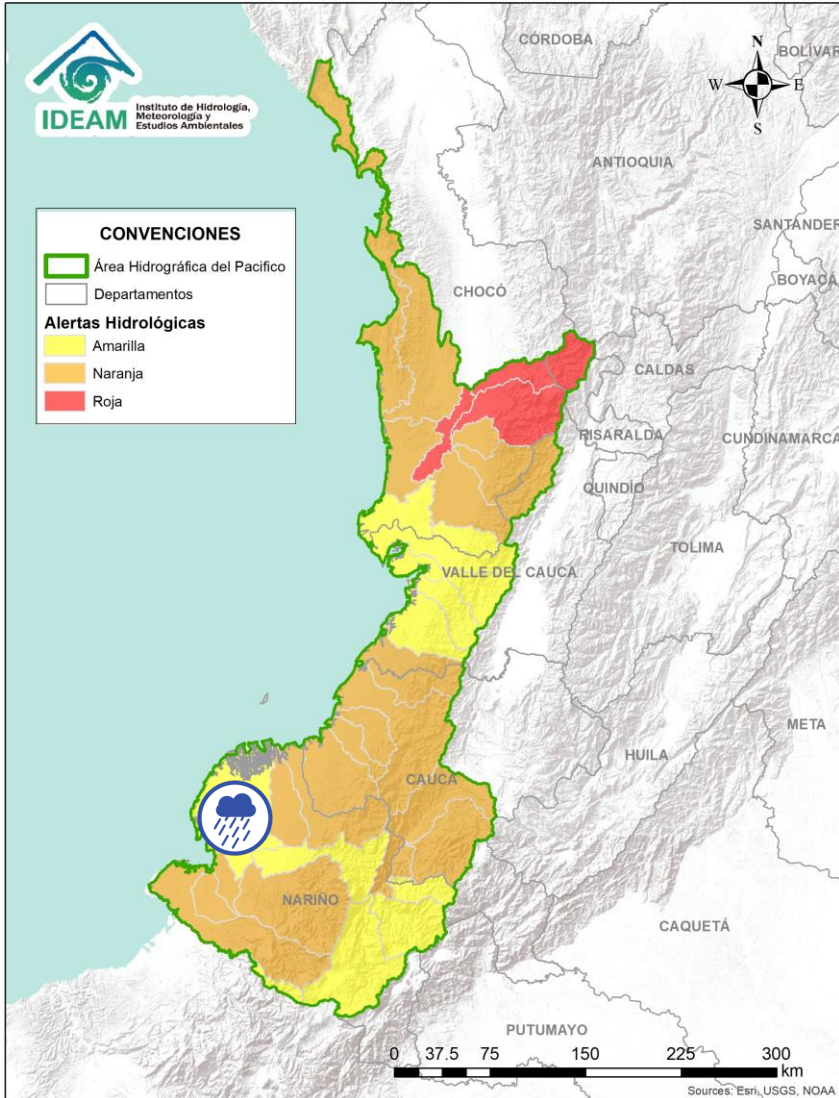 IDEAM
Instituto de Hidrología,
Meteorología y
Estudios Ambientales
CONVENCIONES
Área Hidrográfica del Pacifico
Departamentos
Alertas Hidrológicas
Amarilla
Naranja
Roja
N
W E
S
CÓRDOBA
BOLÍVAR
ANTIOQUIA
SANTANDER
BOYACÁ
CHOCÓ
CALDAS
RISARALDA
CUNDINAMARCA
QUINDÍO
TOLIMA
VALLE DEL CAUCA
META
HUILA
CAUCA
NARIÑO
CAQUETÁ
PUTUMAYO
0 37.5 75 150 225 300
km
Sources: Esri, USGS, NOAA